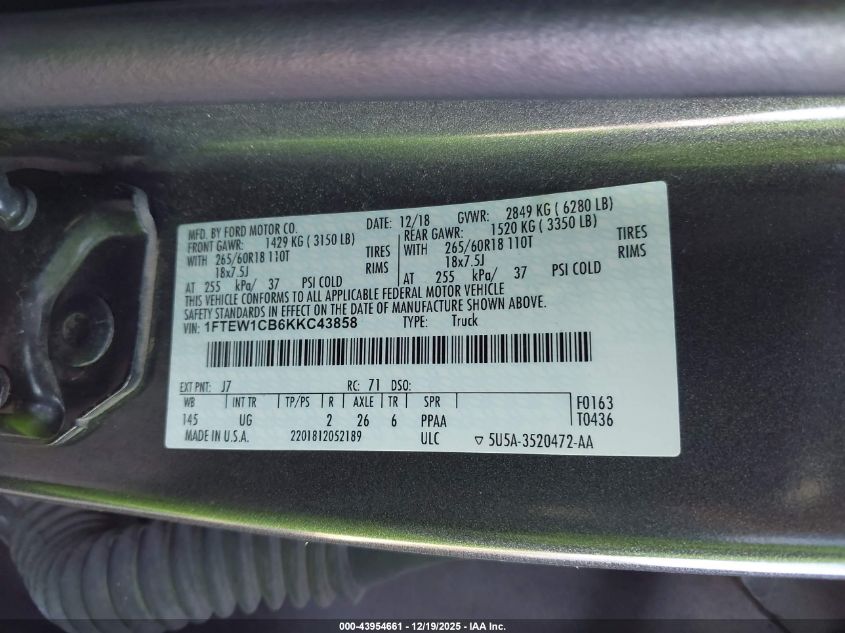 MFD. BY FORD MOTOR CO. DATE: 12/18 GVWR: 2849 KG ( 6280 LB)
FRONT GAWR: 1429 KG ( 3150 LB) REAR GAWR: 1520 KG ( 3350 LB)
WITH 265/60R18 110T TIRES WITH 265/60R18 110T TIRES
18x7.5J RIMS 18x7.5J RIMS
AT 255 kPa/ 37 PSI COLD AT 255 kPa/ 37 PSI COLD
THIS VEHICLE CONFORMS TO ALL APPLICABLE FEDERAL MOTOR VEHICLE
SAFETY STANDARDS IN EFFECT ON THE DATE OF MANUFACTURE SHOWN ABOVE.
VIN: 1FTEW1CB6KKC43858 TYPE: Truck
EXT PNT: J7 RC: 71 DSO:
WB INT TR TP/PS R AXLE TR SPR F0163
145 UG 2 26 6 PPAA T0436
MADE IN U.S.A. 2201812052189 ULC ▽ 5U5A-3520472-AA
000-43954661 - 12/19/2025 - IAA Inc.